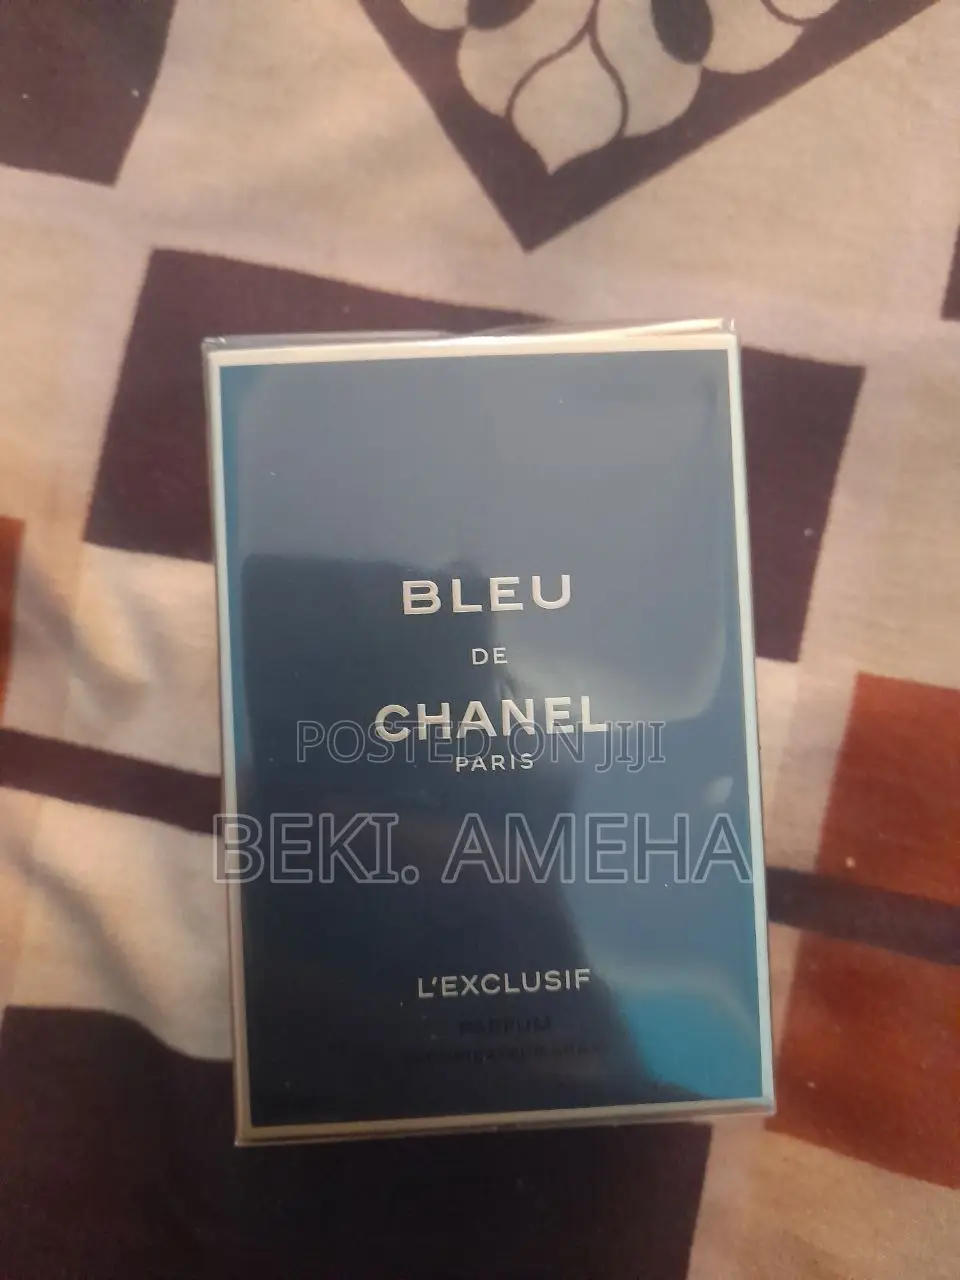 BLEU
DE
CHANEL
POSTED ON JIJI
PARIS
BEKI. AMEHA
L'EXCLUSIF
PARFUM